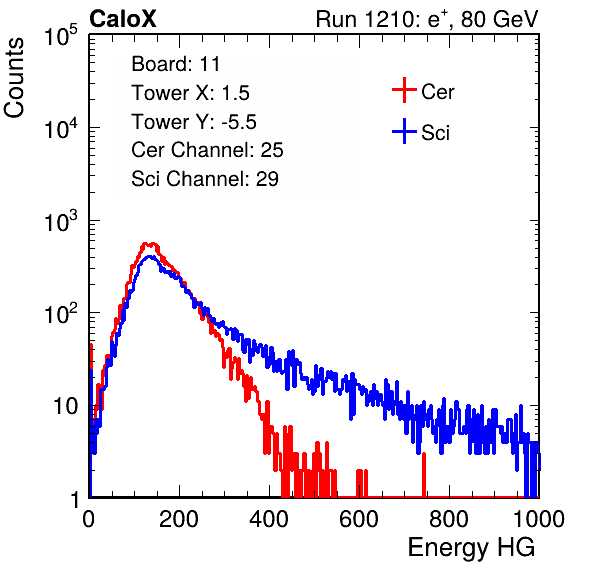 CaloX Run 1210: e⁺, 80 GeV
Board: 11
Tower X: 1.5
Tower Y: -5.5
Cer Channel: 25
Sci Channel: 29
Cer
Sci
Counts
10⁵
10⁴
10³
10²
10
1
0 200 400 600 800 1000
Energy HG